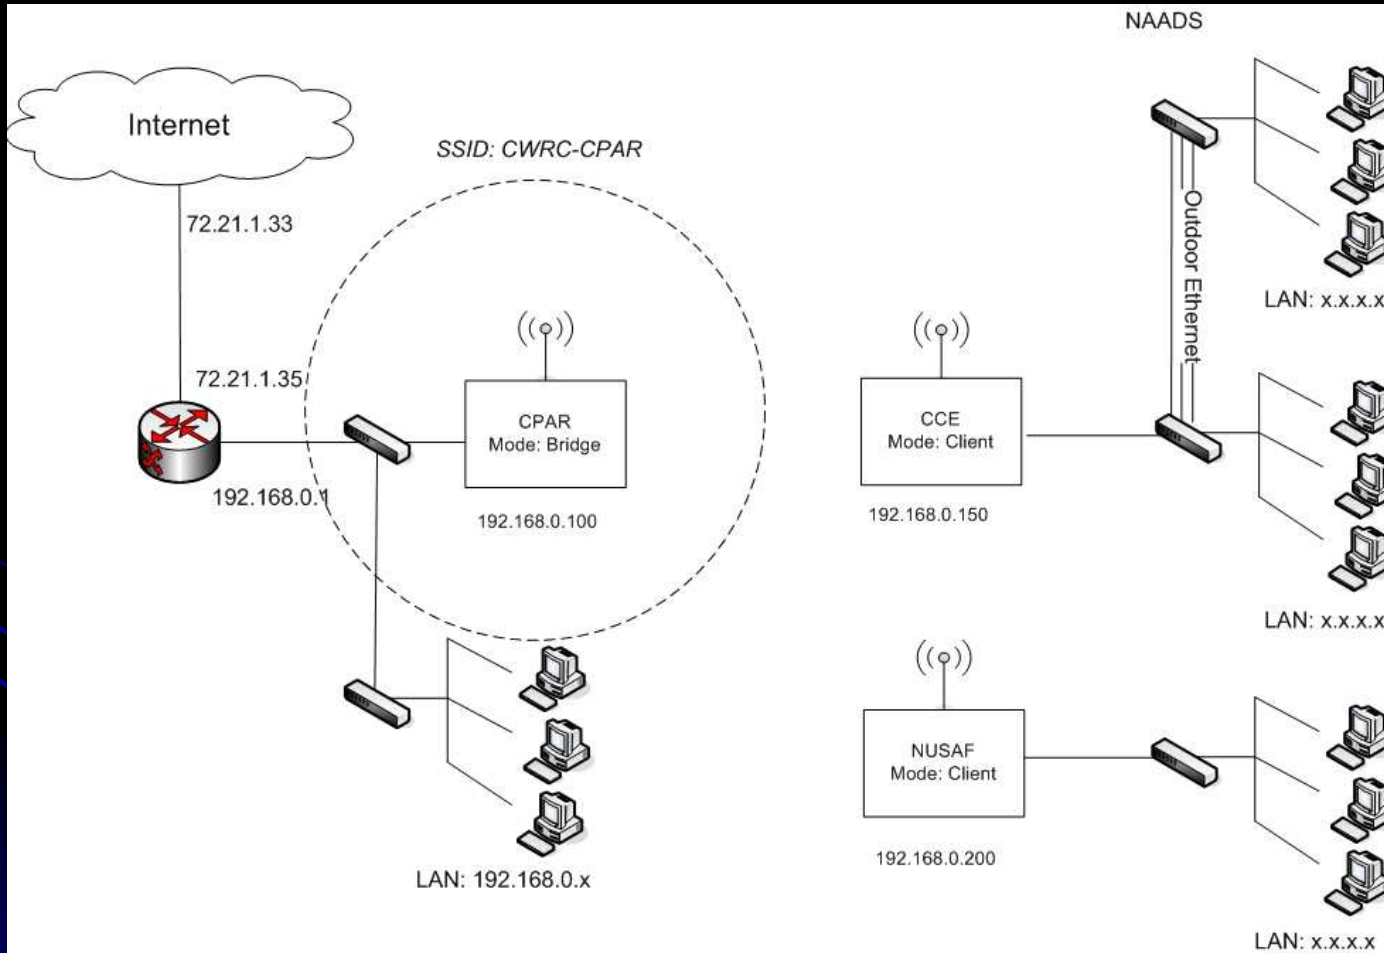 NAADS
Internet
SSID: CWRC-CPAR
72.21.1.33
Outdoor Ethernet
LAN: x.x.x.x
72.21.1.35
CPAR
Mode: Bridge
CCE
Mode: Client
192.168.0.1
192.168.0.100
192.168.0.150
LAN: x.x.x.x
NUSAF
Mode: Client
192.168.0.200
LAN: 192.168.0.x
LAN: x.x.x.x